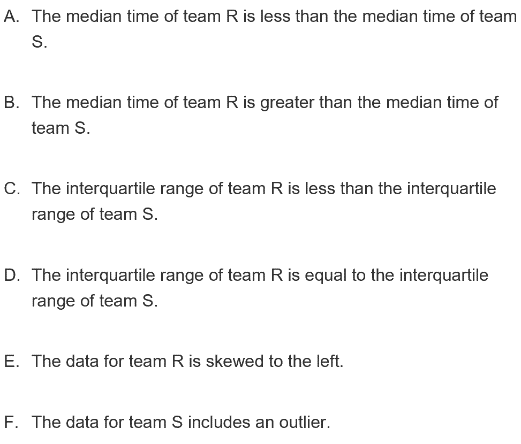 A. The median time of team R is less than the median time of team
S.
B. The median time of team R is greater than the median time of
team S.
C. The interquartile range of team R is less than the interquartile
range of team S.
D. The interquartile range of team R is equal to the interquartile
range of team S.
E. The data for team R is skewed to the left.
F. The data for team S includes an outlier.